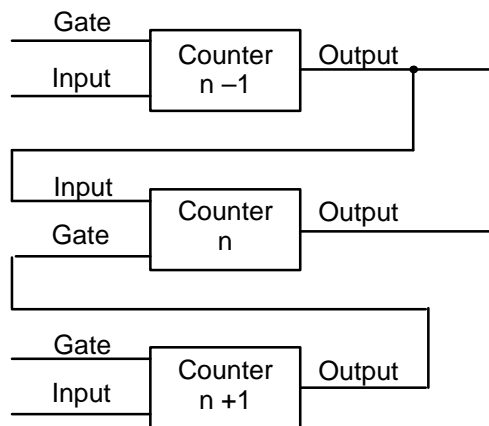 Gate
Counter
n –1
Output
Input
Input
Counter
n
Output
Gate
Gate
Counter
n +1
Output
Input